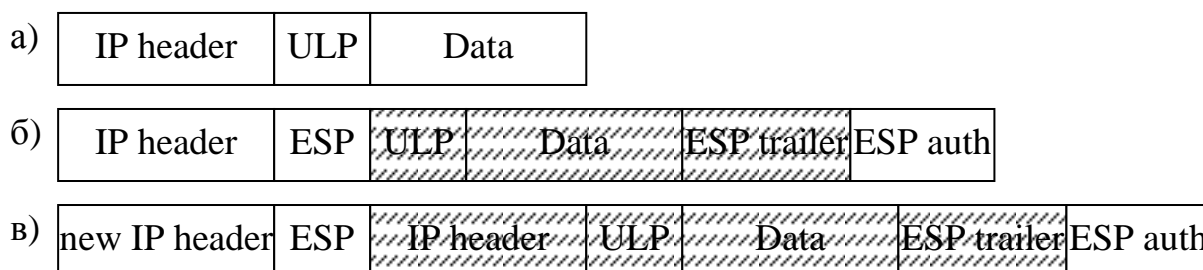 а) IP header ULP Data
б) IP header ESP ULP Data ESP trailer ESP auth
в) new IP header ESP IP header ULP Data ESP trailer ESP auth